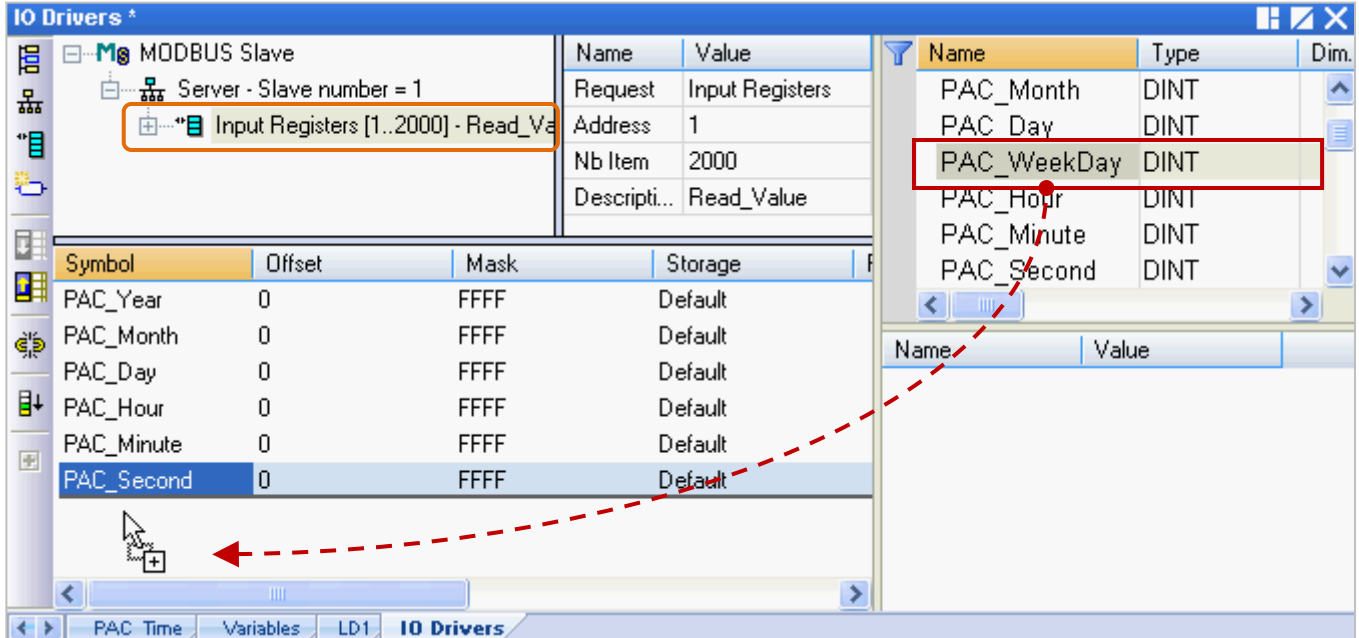 IO Drivers *
MODBUS Slave
Server - Slave number = 1
Input Registers [1..2000] - Read_Va
Name Value
Request Input Registers
Address 1
Nb Item 2000
Descripti... Read_Value
Name Type Dim.
PAC_Month DINT
PAC_Day DINT
PAC_WeekDay DINT
PAC_Hour DINT
PAC_Minute DINT
PAC_Second DINT
Symbol Offset Mask Storage
PAC_Year 0 FFFF Default
PAC_Month 0 FFFF Default
PAC_Day 0 FFFF Default
PAC_Hour 0 FFFF Default
PAC_Minute 0 FFFF Default
PAC_Second 0 FFFF Default
Name Value
PAC_Time Variables LD1 IO Drivers